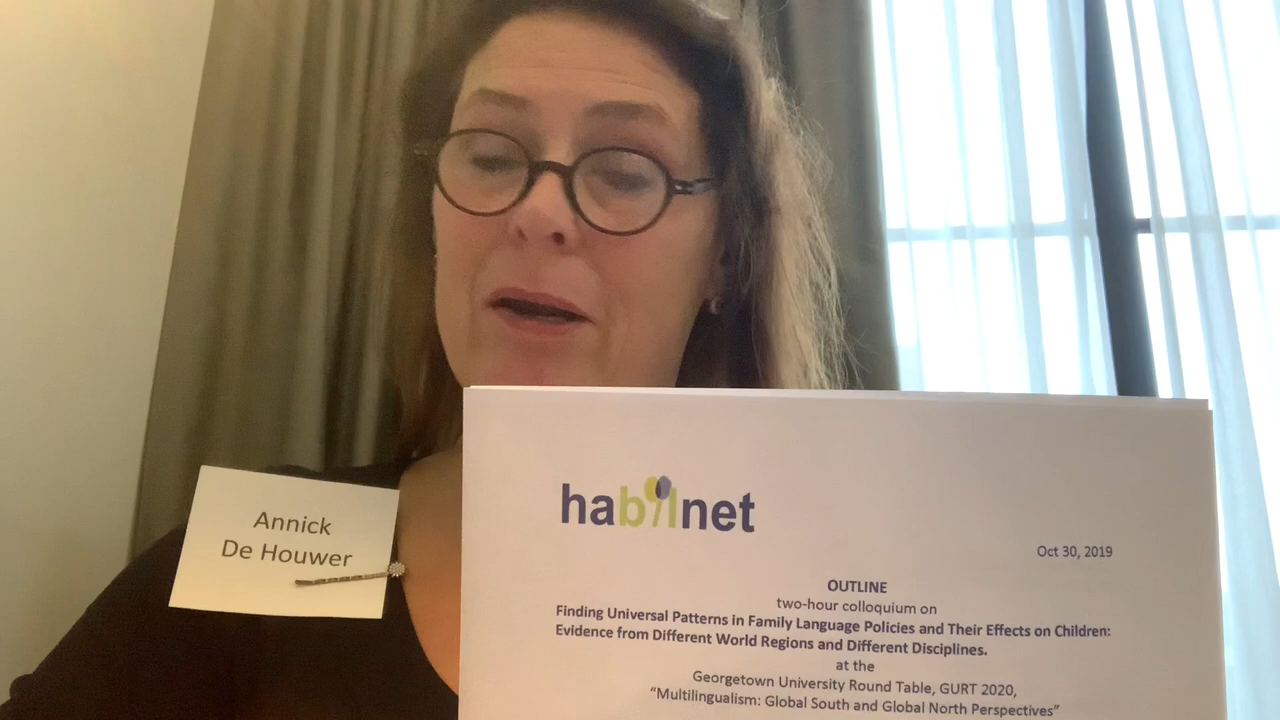 Annick
De Houwer
habilnet
Oct 30, 2019
OUTLINE
two-hour colloquium on
Finding Universal Patterns in Family Language Policies and Their Effects on Children:
Evidence from Different World Regions and Different Disciplines.
at the
Georgetown University Round Table, GURT 2020,
“Multilingualism: Global South and Global North Perspectives”